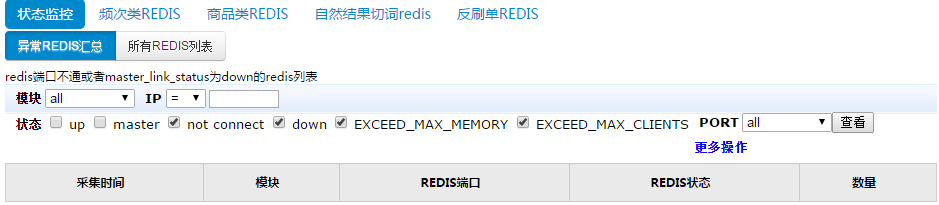 状态监控 频次类REDIS 商品类REDIS 自然结果切词redis 反刷单REDIS
异常REDIS汇总 所有REDIS列表
redis端口不通或者master_link_status为down的redis列表
模块 all IP =
状态 up master not connect down EXCEED_MAX_MEMORY EXCEED_MAX_CLIENTS PORT all 查看
更多操作
采集时间 模块 REDIS端口 REDIS状态 数量